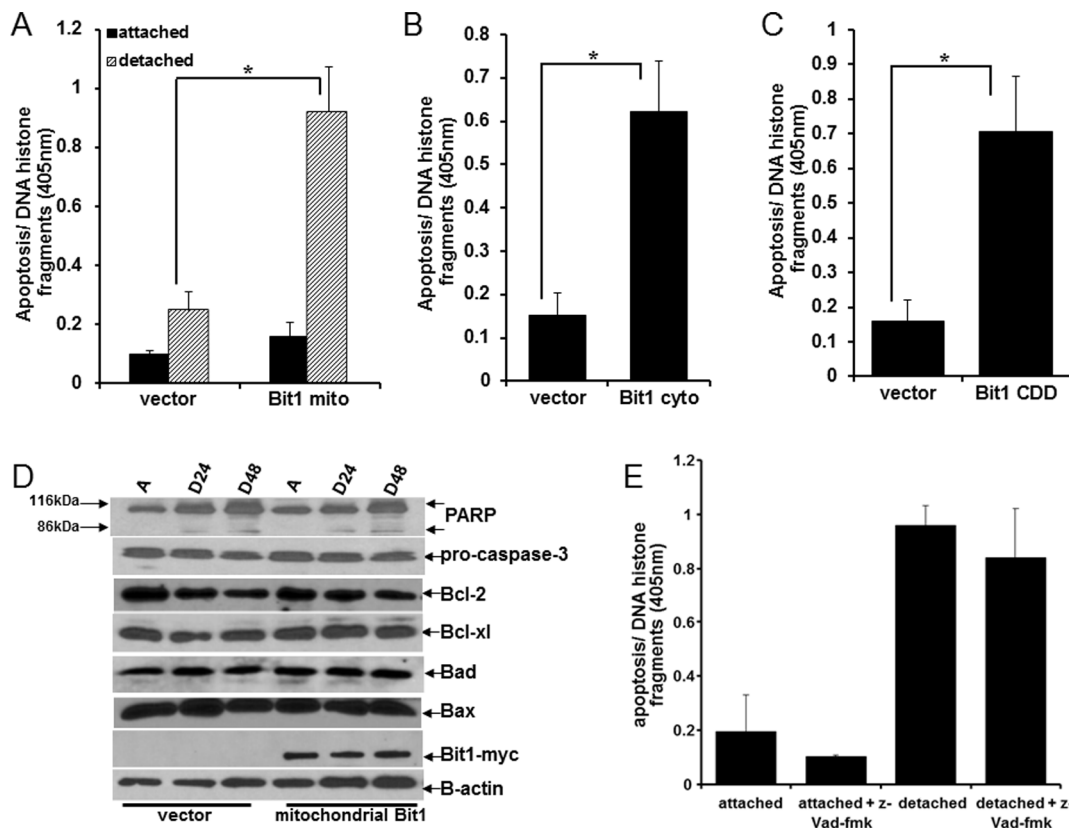 A
attached
detached
*
Apoptosis/ DNA histone
fragments (405nm)
1.2
1
0.8
0.6
0.4
0.2
0
vector
Bit1 mito
B
*
Apoptosis/ DNA histone
fragments (405nm)
0.8
0.7
0.6
0.5
0.4
0.3
0.2
0.1
0
vector
Bit1 cyto
C
*
Apoptosis/ DNA histone
fragments (405nm)
1
0.9
0.8
0.7
0.6
0.5
0.4
0.3
0.2
0.1
0
vector
Bit1 CDD
D
A D24 D48 A D24 D48
116kDa
86kDa
PARP
pro-caspase-3
Bcl-2
Bcl-xl
Bad
Bax
Bit1-myc
B-actin
vector
mitochondrial Bit1
E
apoptosis/ DNA histone
fragments (405nm)
1.2
1
0.8
0.6
0.4
0.2
0
attached
attached + z-
Vad-fmk
detached
detached + z-
Vad-fmk